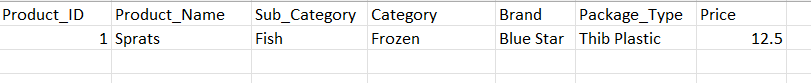 Product_ID Product_Name Sub_Category Category Brand Package_Type Price
1 Sprats Fish Frozen Blue Star Thib Plastic 12.5